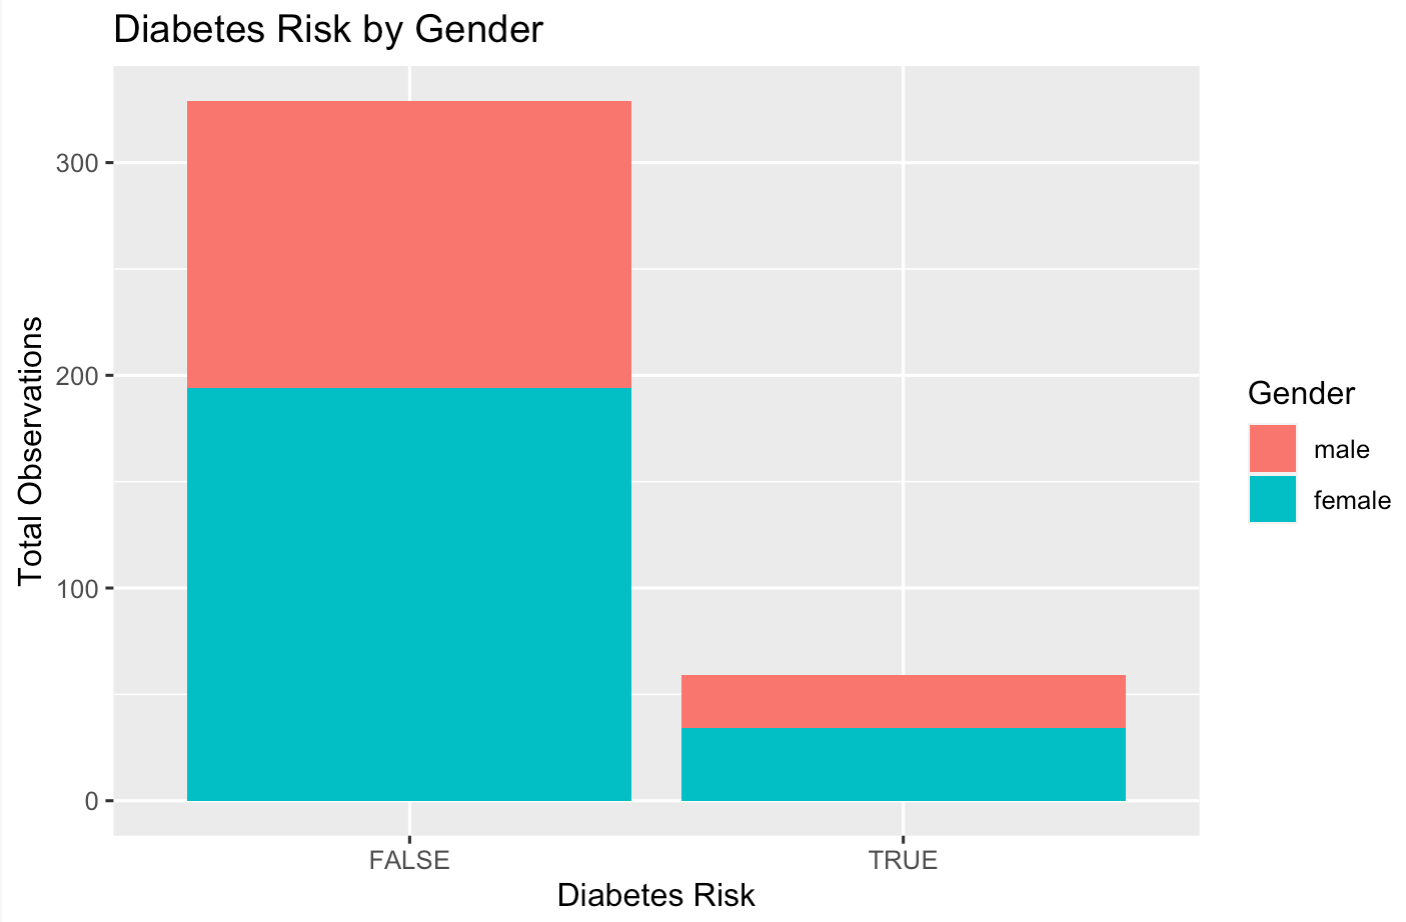 Diabetes Risk by Gender
300
200
100
0
Total Observations
FALSE
TRUE
Diabetes Risk
Gender
male
female